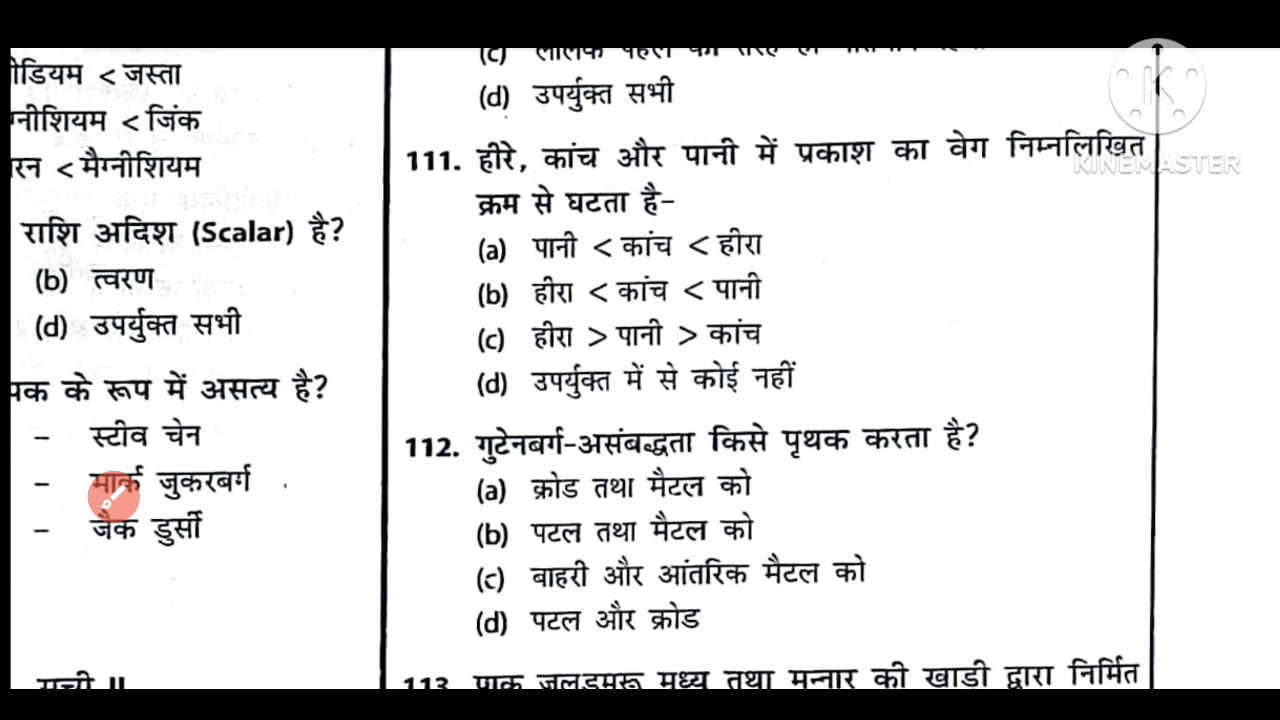 ोडियम < जस्ता
ग्नीशियम < जिंक
रन < मैग्नीशियम
राशि अदिश (Scalar) है?
(b) त्वरण
(d) उपर्युक्त सभी
पक के रूप में असत्य है?
– स्टीव चेन
– मार्क जुकरबर्ग
– जैक डुर्सी
सूची II
(c)
(d) उपर्युक्त सभी
111. हीरे, कांच और पानी में प्रकाश का वेग निम्नलिखित
क्रम से घटता है-
(a) पानी < कांच < हीरा
(b) हीरा < कांच < पानी
(c) हीरा > पानी > कांच
(d) उपर्युक्त में से कोई नहीं
112. गुटेनबर्ग-असंबद्धता किसे पृथक करता है?
(a) क्रोड तथा मैटल को
(b) पटल तथा मैटल को
(c) बाहरी और आंतरिक मैटल को
(d) पटल और क्रोड
113. पाक जलडमरू मध्य तथा मन्नार की खाडी द्वारा निर्मित
K
KINEMASTER